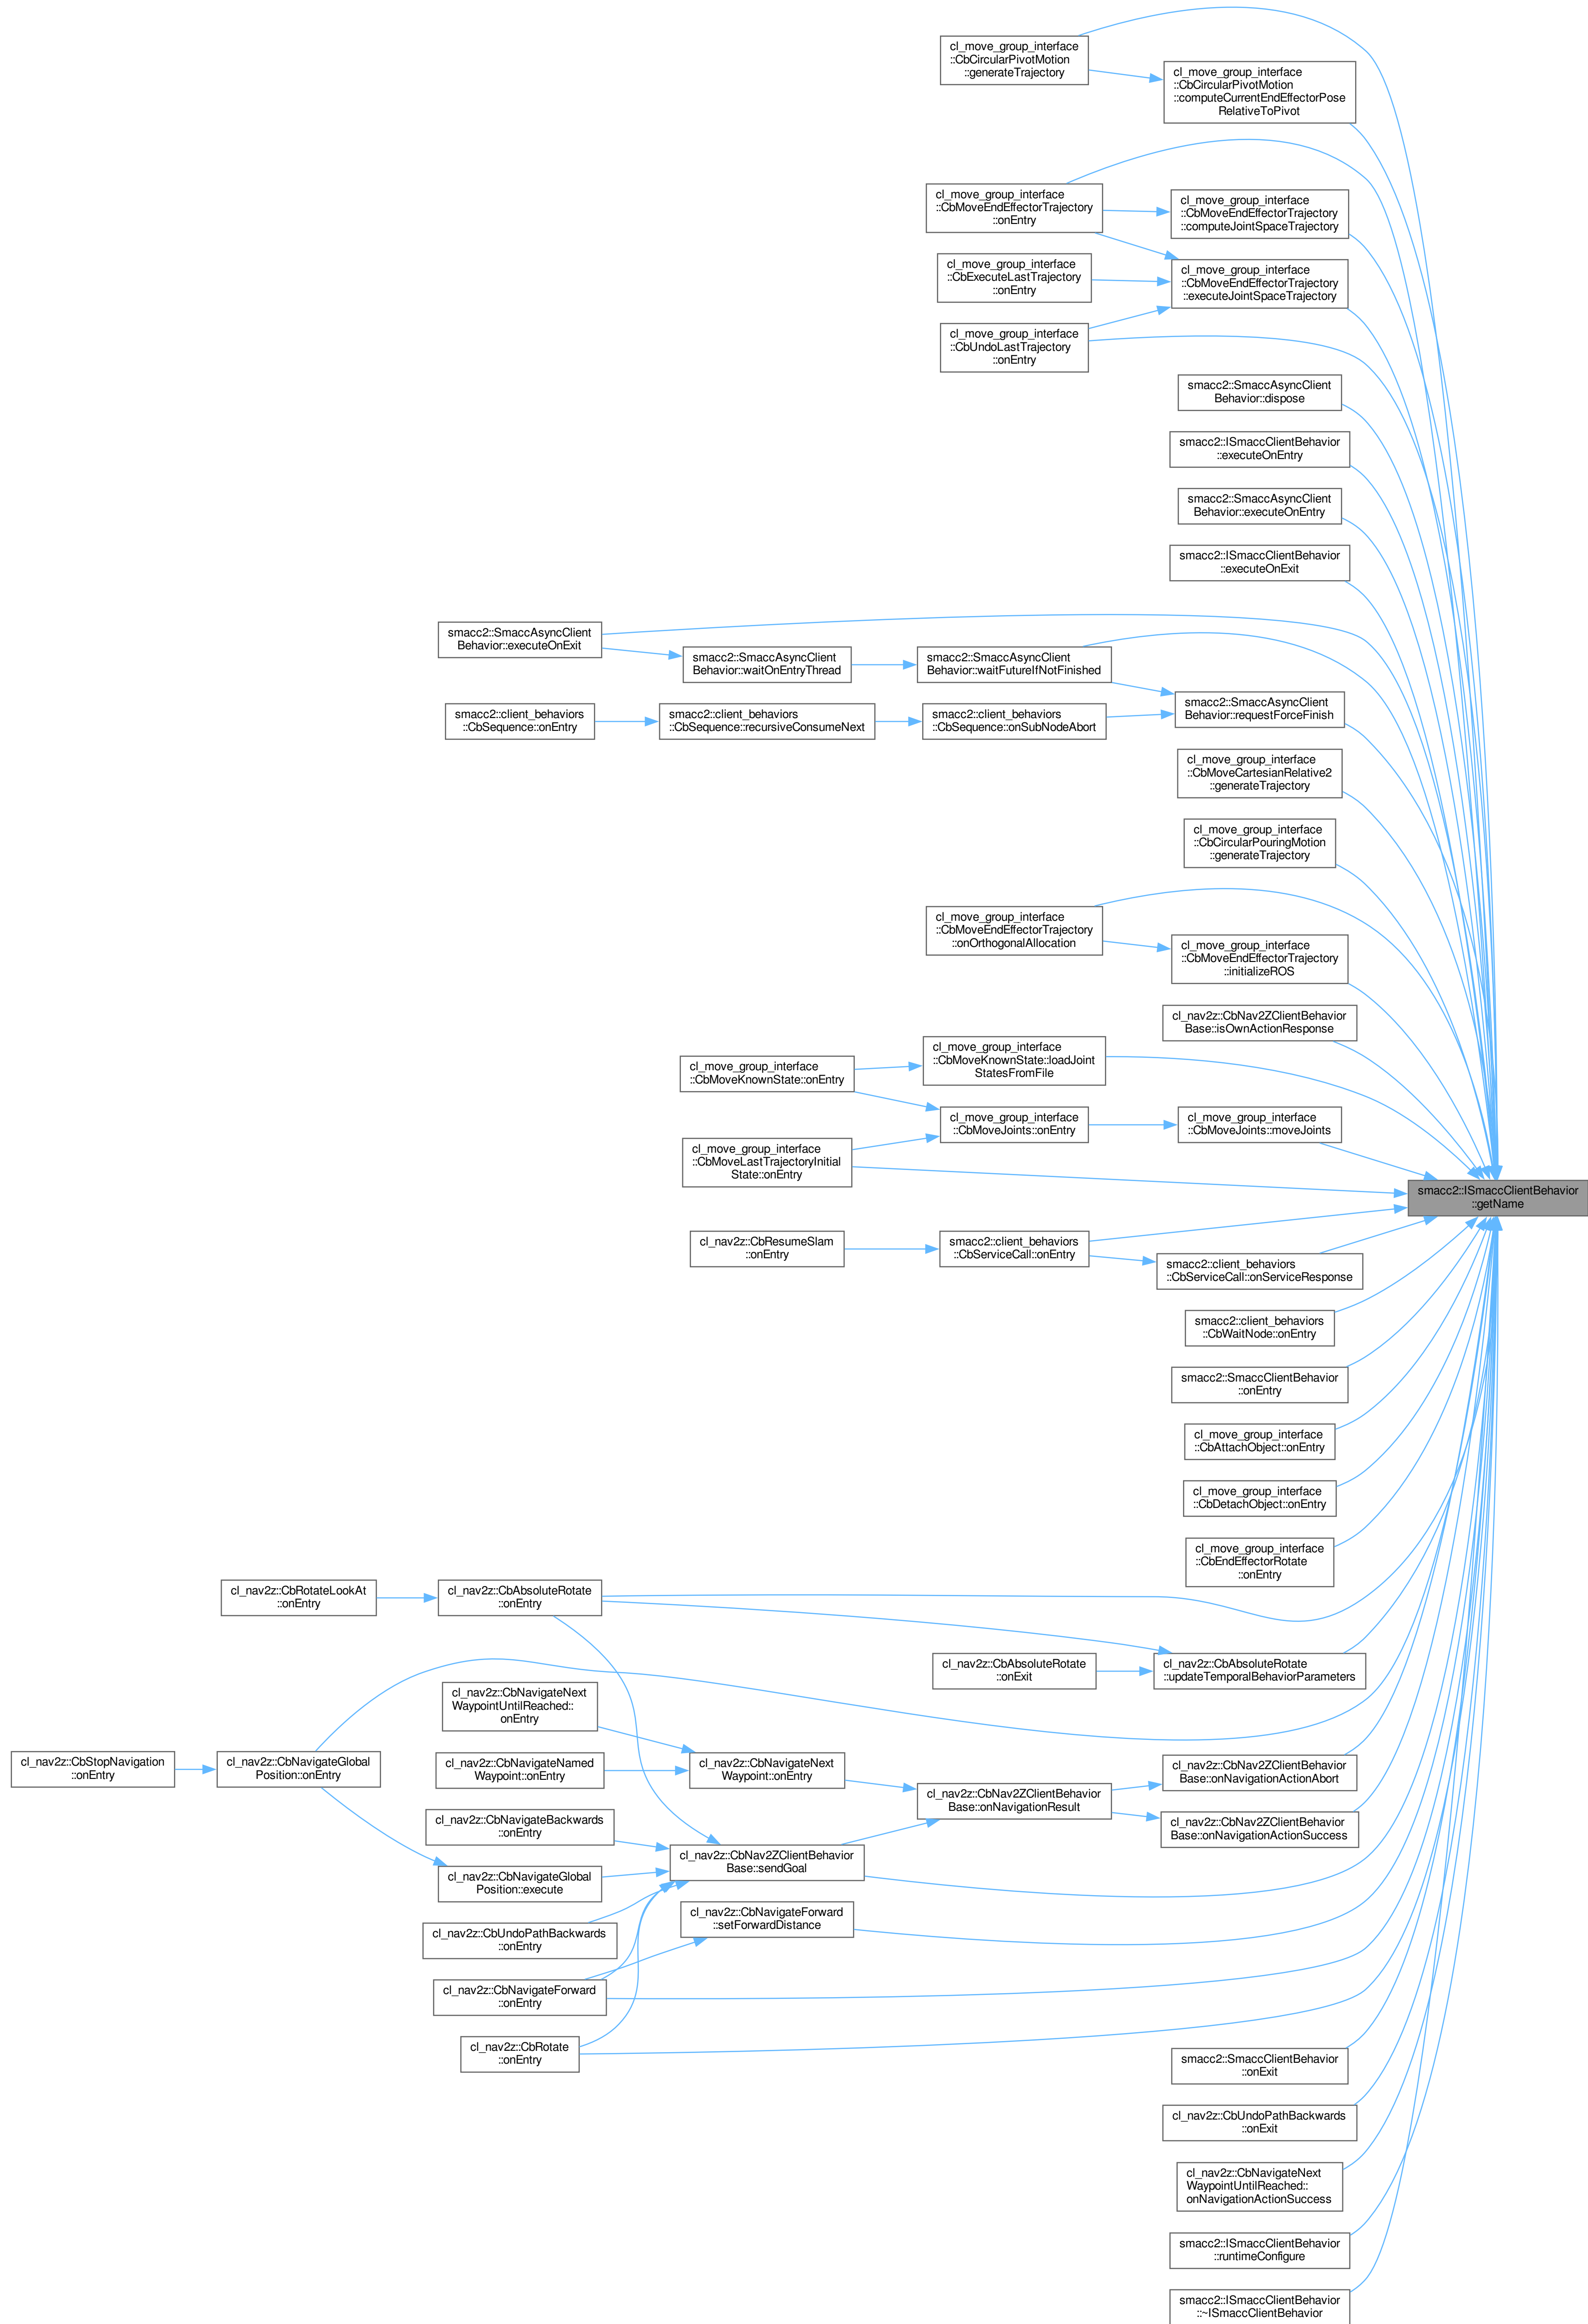 cl_move_group_interface
::CbCircularPivotMotion
::generateTrajectory
cl_move_group_interface
::CbCircularPivotMotion
::computeCurrentEndEffectorPose
RelativeToPivot
cl_move_group_interface
::CbMoveEndEffectorTrajectory
::onEntry
cl_move_group_interface
::CbMoveEndEffectorTrajectory
::computeJointSpaceTrajectory
cl_move_group_interface
::CbExecuteLastTrajectory
::onEntry
cl_move_group_interface
::CbMoveEndEffectorTrajectory
::executeJointSpaceTrajectory
cl_move_group_interface
::CbUndoLastTrajectory
::onEntry
smacc2::SmaccAsyncClient
Behavior::dispose
smacc2::ISmaccClientBehavior
::executeOnEntry
smacc2::SmaccAsyncClient
Behavior::executeOnEntry
smacc2::ISmaccClientBehavior
::executeOnExit
smacc2::SmaccAsyncClient
Behavior::executeOnExit
smacc2::SmaccAsyncClient
Behavior::waitOnEntryThread
smacc2::SmaccAsyncClient
Behavior::waitFutureIfNotFinished
smacc2::SmaccAsyncClient
Behavior::requestForceFinish
smacc2::client_behaviors
::CbSequence::onEntry
smacc2::client_behaviors
::CbSequence::recursiveConsumeNext
smacc2::client_behaviors
::CbSequence::onSubNodeAbort
cl_move_group_interface
::CbMoveCartesianRelative2
::generateTrajectory
cl_move_group_interface
::CbCircularPouringMotion
::generateTrajectory
cl_move_group_interface
::CbMoveEndEffectorTrajectory
::onOrthogonalAllocation
cl_move_group_interface
::CbMoveEndEffectorTrajectory
::initializeROS
cl_nav2z::CbNav2ZClientBehavior
Base::isOwnActionResponse
cl_move_group_interface
::CbMoveKnownState::loadJoint
StatesFromFile
cl_move_group_interface
::CbMoveKnownState::onEntry
cl_move_group_interface
::CbMoveJoints::onEntry
cl_move_group_interface
::CbMoveJoints::moveJoints
cl_move_group_interface
::CbMoveLastTrajectoryInitial
State::onEntry
smacc2::ISmaccClientBehavior
::getName
cl_nav2z::CbResumeSlam
::onEntry
smacc2::client_behaviors
::CbServiceCall::onEntry
smacc2::client_behaviors
::CbServiceCall::onServiceResponse
smacc2::client_behaviors
::CbWaitNode::onEntry
smacc2::SmaccClientBehavior
::onEntry
cl_move_group_interface
::CbAttachObject::onEntry
cl_move_group_interface
::CbDetachObject::onEntry
cl_move_group_interface
::CbEndEffectorRotate
::onEntry
cl_nav2z::CbRotateLookAt
::onEntry
cl_nav2z::CbAbsoluteRotate
::onEntry
cl_nav2z::CbAbsoluteRotate
::onExit
cl_nav2z::CbAbsoluteRotate
::updateTemporalBehaviorParameters
cl_nav2z::CbNavigateNext
WaypointUntilReached::
onEntry
cl_nav2z::CbStopNavigation
::onEntry
cl_nav2z::CbNavigateGlobal
Position::onEntry
cl_nav2z::CbNavigateNamed
Waypoint::onEntry
cl_nav2z::CbNavigateNext
Waypoint::onEntry
cl_nav2z::CbNav2ZClientBehavior
Base::onNavigationActionAbort
cl_nav2z::CbNav2ZClientBehavior
Base::onNavigationResult
cl_nav2z::CbNav2ZClientBehavior
Base::onNavigationActionSuccess
cl_nav2z::CbNavigateBackwards
::onEntry
cl_nav2z::CbNav2ZClientBehavior
Base::sendGoal
cl_nav2z::CbNavigateGlobal
Position::execute
cl_nav2z::CbNavigateForward
::setForwardDistance
cl_nav2z::CbUndoPathBackwards
::onEntry
cl_nav2z::CbNavigateForward
::onEntry
cl_nav2z::CbRotate
::onEntry
smacc2::SmaccClientBehavior
::onExit
cl_nav2z::CbUndoPathBackwards
::onExit
cl_nav2z::CbNavigateNext
WaypointUntilReached::
onNavigationActionSuccess
smacc2::ISmaccClientBehavior
::runtimeConfigure
smacc2::ISmaccClientBehavior
::~ISmaccClientBehavior